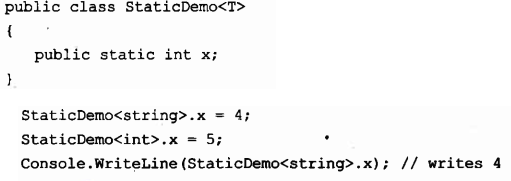 public class StaticDemo<T>
{
public static int x;
}
StaticDemo<string>.x = 4;
StaticDemo<int>.x = 5;
Console.WriteLine(StaticDemo<string>.x); // writes 4